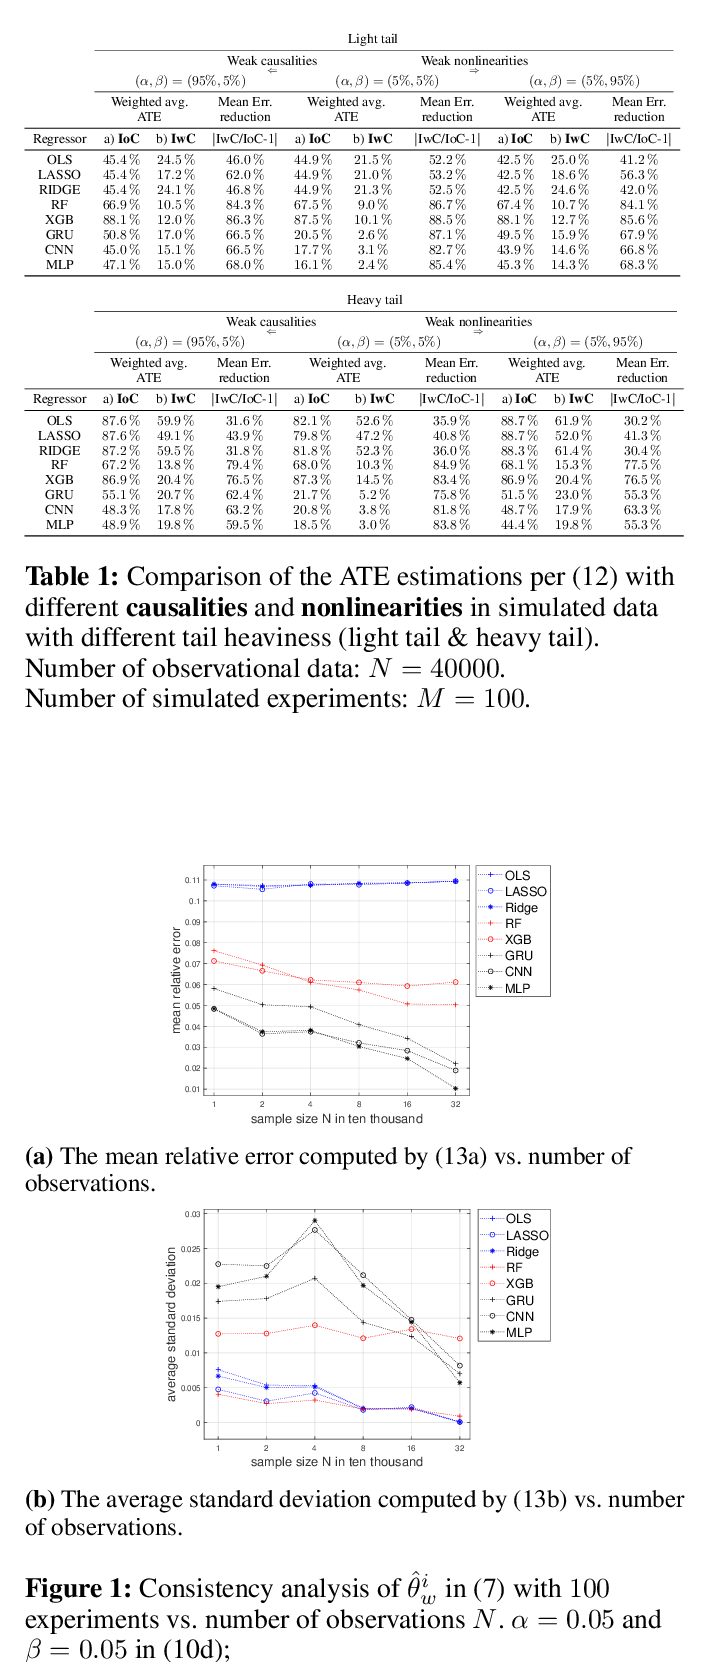 Light tail
Weak causalities Weak nonlinearities
⇐ ⇒
(α, β) = (95%, 5%) (α, β) = (5%, 5%) (α, β) = (5%, 95%)
Weighted avg. Mean Err. Weighted avg. Mean Err. Weighted avg. Mean Err.
ATE reduction ATE reduction ATE reduction
Regressor a) IoC b) IwC |IwC/IoC-1| a) IoC b) IwC |IwC/IoC-1| a) IoC b) IwC |IwC/IoC-1|
OLS 45.4 % 24.5 % 46.0 % 44.9 % 21.5 % 52.2 % 42.5 % 25.0 % 41.2 %
LASSO 45.4 % 17.2 % 62.0 % 44.9 % 21.0 % 53.2 % 42.5 % 18.6 % 56.3 %
RIDGE 45.4 % 24.1 % 46.8 % 44.9 % 21.3 % 52.5 % 42.5 % 24.6 % 42.0 %
RF 66.9 % 10.5 % 84.3 % 67.5 % 9.0 % 86.7 % 67.4 % 10.7 % 84.1 %
XGB 88.1 % 12.0 % 86.3 % 87.5 % 10.1 % 88.5 % 88.1 % 12.7 % 85.6 %
GRU 50.8 % 17.0 % 66.5 % 20.5 % 2.6 % 87.1 % 49.5 % 15.9 % 67.9 %
CNN 45.0 % 15.1 % 66.5 % 17.7 % 3.1 % 82.7 % 43.9 % 14.6 % 66.8 %
MLP 47.1 % 15.0 % 68.0 % 16.1 % 2.4 % 85.4 % 45.3 % 14.3 % 68.3 %
Heavy tail
Weak causalities Weak nonlinearities
⇐ ⇒
(α, β) = (95%, 5%) (α, β) = (5%, 5%) (α, β) = (5%, 95%)
Weighted avg. Mean Err. Weighted avg. Mean Err. Weighted avg. Mean Err.
ATE reduction ATE reduction ATE reduction
Regressor a) IoC b) IwC |IwC/IoC-1| a) IoC b) IwC |IwC/IoC-1| a) IoC b) IwC |IwC/IoC-1|
OLS 87.6 % 59.9 % 31.6 % 82.1 % 52.6 % 35.9 % 88.7 % 61.9 % 30.2 %
LASSO 87.6 % 49.1 % 43.9 % 79.8 % 47.2 % 40.8 % 88.7 % 52.0 % 41.3 %
RIDGE 87.2 % 59.5 % 31.8 % 81.8 % 52.3 % 36.0 % 88.3 % 61.4 % 30.4 %
RF 67.2 % 13.8 % 79.4 % 68.0 % 10.3 % 84.9 % 68.1 % 15.3 % 77.5 %
XGB 86.9 % 20.4 % 76.5 % 87.3 % 14.5 % 83.4 % 86.9 % 20.4 % 76.5 %
GRU 55.1 % 20.7 % 62.4 % 21.7 % 5.2 % 75.8 % 51.5 % 23.0 % 55.3 %
CNN 48.3 % 17.8 % 63.2 % 20.8 % 3.8 % 81.8 % 48.7 % 17.9 % 63.3 %
MLP 48.9 % 19.8 % 59.5 % 18.5 % 3.0 % 83.8 % 44.4 % 19.8 % 55.3 %
Table 1: Comparison of the ATE estimations per (12) with
different causalities and nonlinearities in simulated data
with different tail heaviness (light tail & heavy tail).
Number of observational data: N = 40000.
Number of simulated experiments: M = 100.
mean relative error
0.11
0.1
0.09
0.08
0.07
0.06
0.05
0.04
0.03
0.02
0.01
1 2 4 8 16 32
sample size N in ten thousand
OLS
LASSO
Ridge
RF
XGB
GRU
CNN
MLP
(a) The mean relative error computed by (13a) vs. number of
observations.
average standard deviation
0.03
0.025
0.02
0.015
0.01
0.005
0
1 2 4 8 16 32
sample size N in ten thousand
OLS
LASSO
Ridge
RF
XGB
GRU
CNN
MLP
(b) The average standard deviation computed by (13b) vs. number
of observations.
Figure 1: Consistency analysis of θ̂ᵢw in (7) with 100
experiments vs. number of observations N. α = 0.05 and
β = 0.05 in (10d);